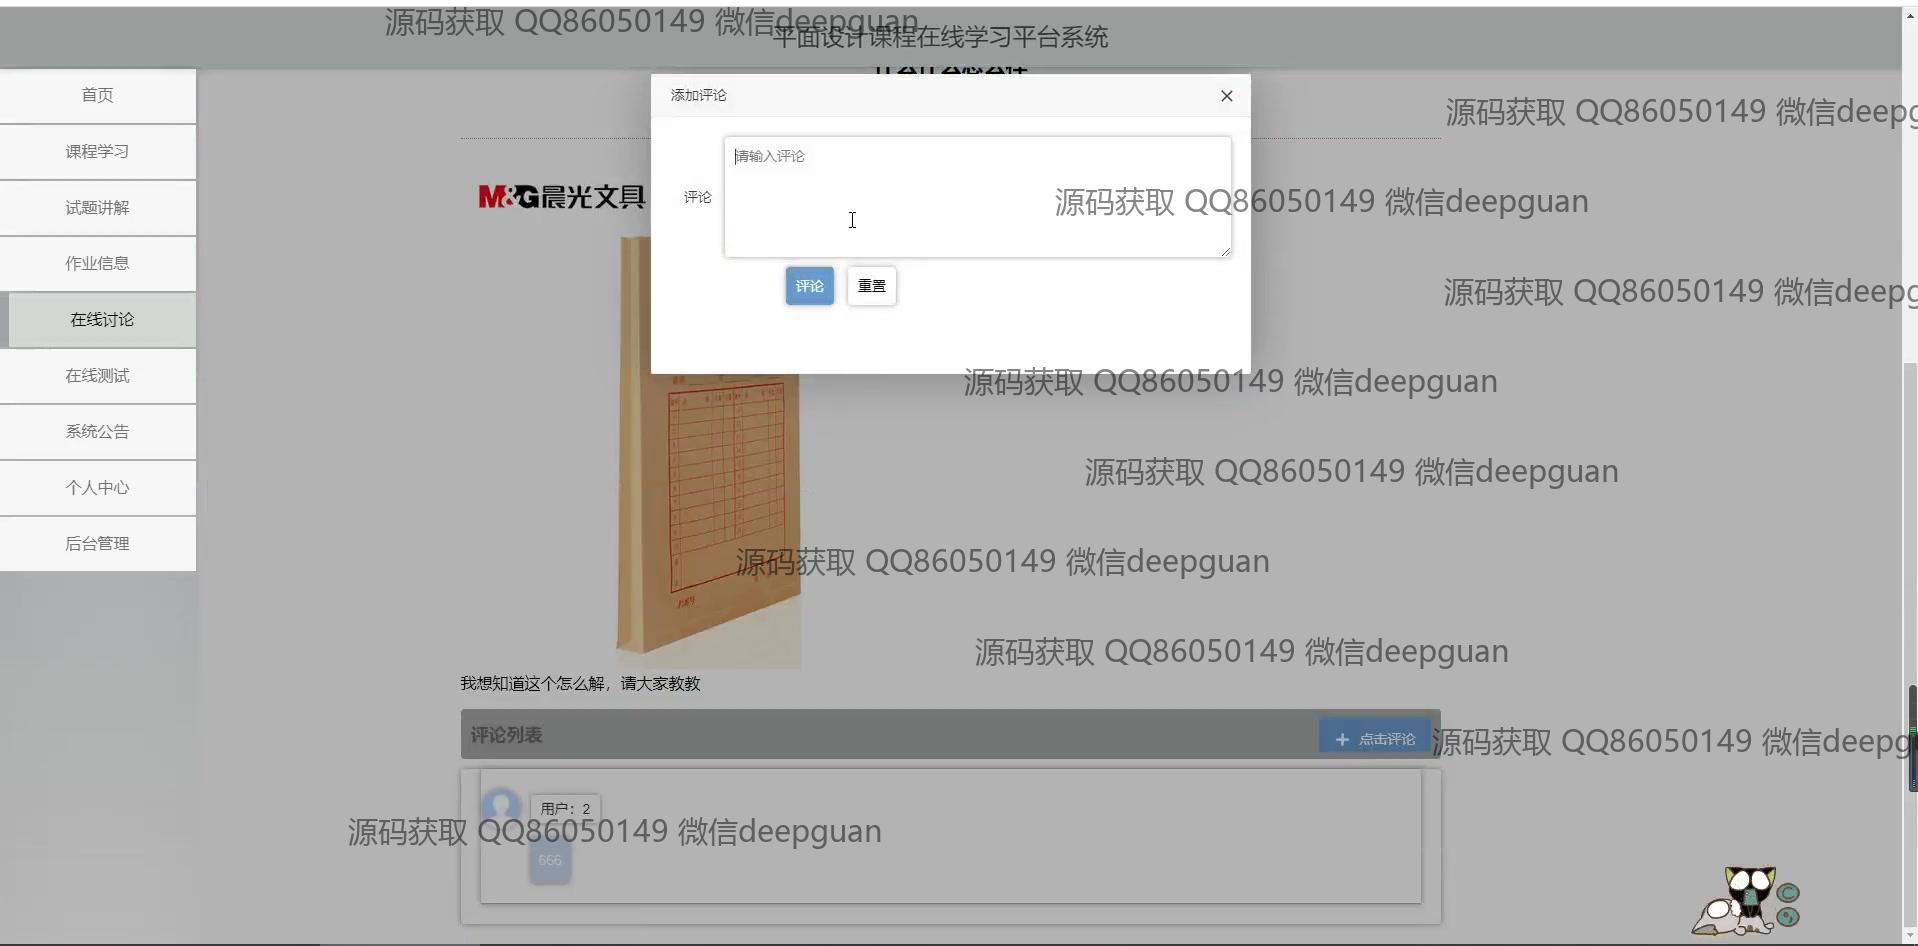 源码获取 QQ86050149 微信deepguan
平面设计课程在线学习平台系统
首页
课程学习
试题讲解
作业信息
在线讨论
在线测试
系统公告
个人中心
后台管理
添加评论
源码获取 QQ86050149 微信deepg
请输入评论
评论
M&G晨光文具
源码获取 QQ86050149 微信deepguan
评论
重置
源码获取 QQ86050149 微信deepg
源码获取 QQ86050149 微信deepguan
源码获取 QQ86050149 微信deepguan
源码获取 QQ86050149 微信deepguan
源码获取 QQ86050149 微信deepguan
我想知道这个怎么解，请大家教教
评论列表
+ 点击评论
源码获取 QQ86050149 微信deepg
用户：2
源码获取 QQ86050149 微信deepguan
666